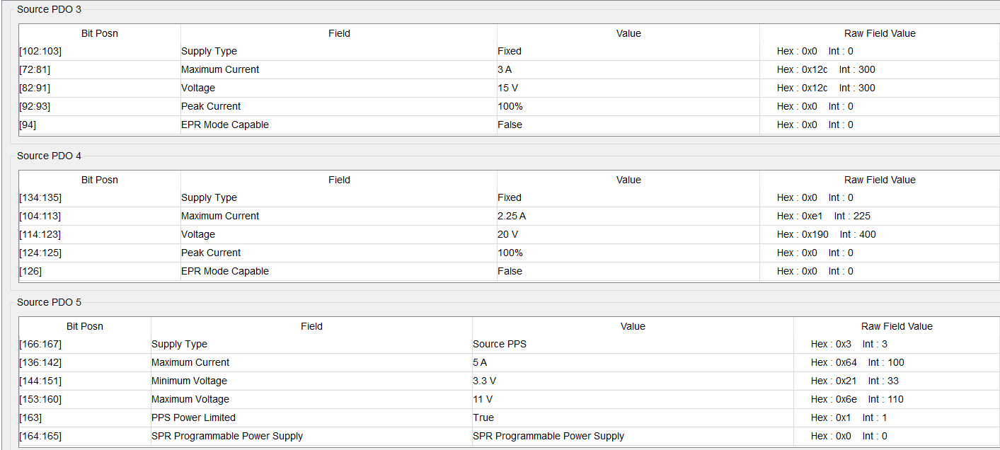 Source PDO 3
Bit Posn Field Value Raw Field Value
[102:103] Supply Type Fixed Hex : 0x0 Int : 0
[72:81] Maximum Current 3 A Hex : 0x12c Int : 300
[82:91] Voltage 15 V Hex : 0x12c Int : 300
[92:93] Peak Current 100% Hex : 0x0 Int : 0
[94] EPR Mode Capable False Hex : 0x0 Int : 0
Source PDO 4
Bit Posn Field Value Raw Field Value
[134:135] Supply Type Fixed Hex : 0x0 Int : 0
[104:113] Maximum Current 2.25 A Hex : 0xe1 Int : 225
[114:123] Voltage 20 V Hex : 0x190 Int : 400
[124:125] Peak Current 100% Hex : 0x0 Int : 0
[126] EPR Mode Capable False Hex : 0x0 Int : 0
Source PDO 5
Bit Posn Field Value Raw Field Value
[166:167] Supply Type Source PPS Hex : 0x3 Int : 3
[136:142] Maximum Current 5 A Hex : 0x64 Int : 100
[144:151] Minimum Voltage 3.3 V Hex : 0x21 Int : 33
[153:160] Maximum Voltage 11 V Hex : 0x6e Int : 110
[163] PPS Power Limited True Hex : 0x1 Int : 1
[164:165] SPR Programmable Power Supply SPR Programmable Power Supply Hex : 0x0 Int : 0